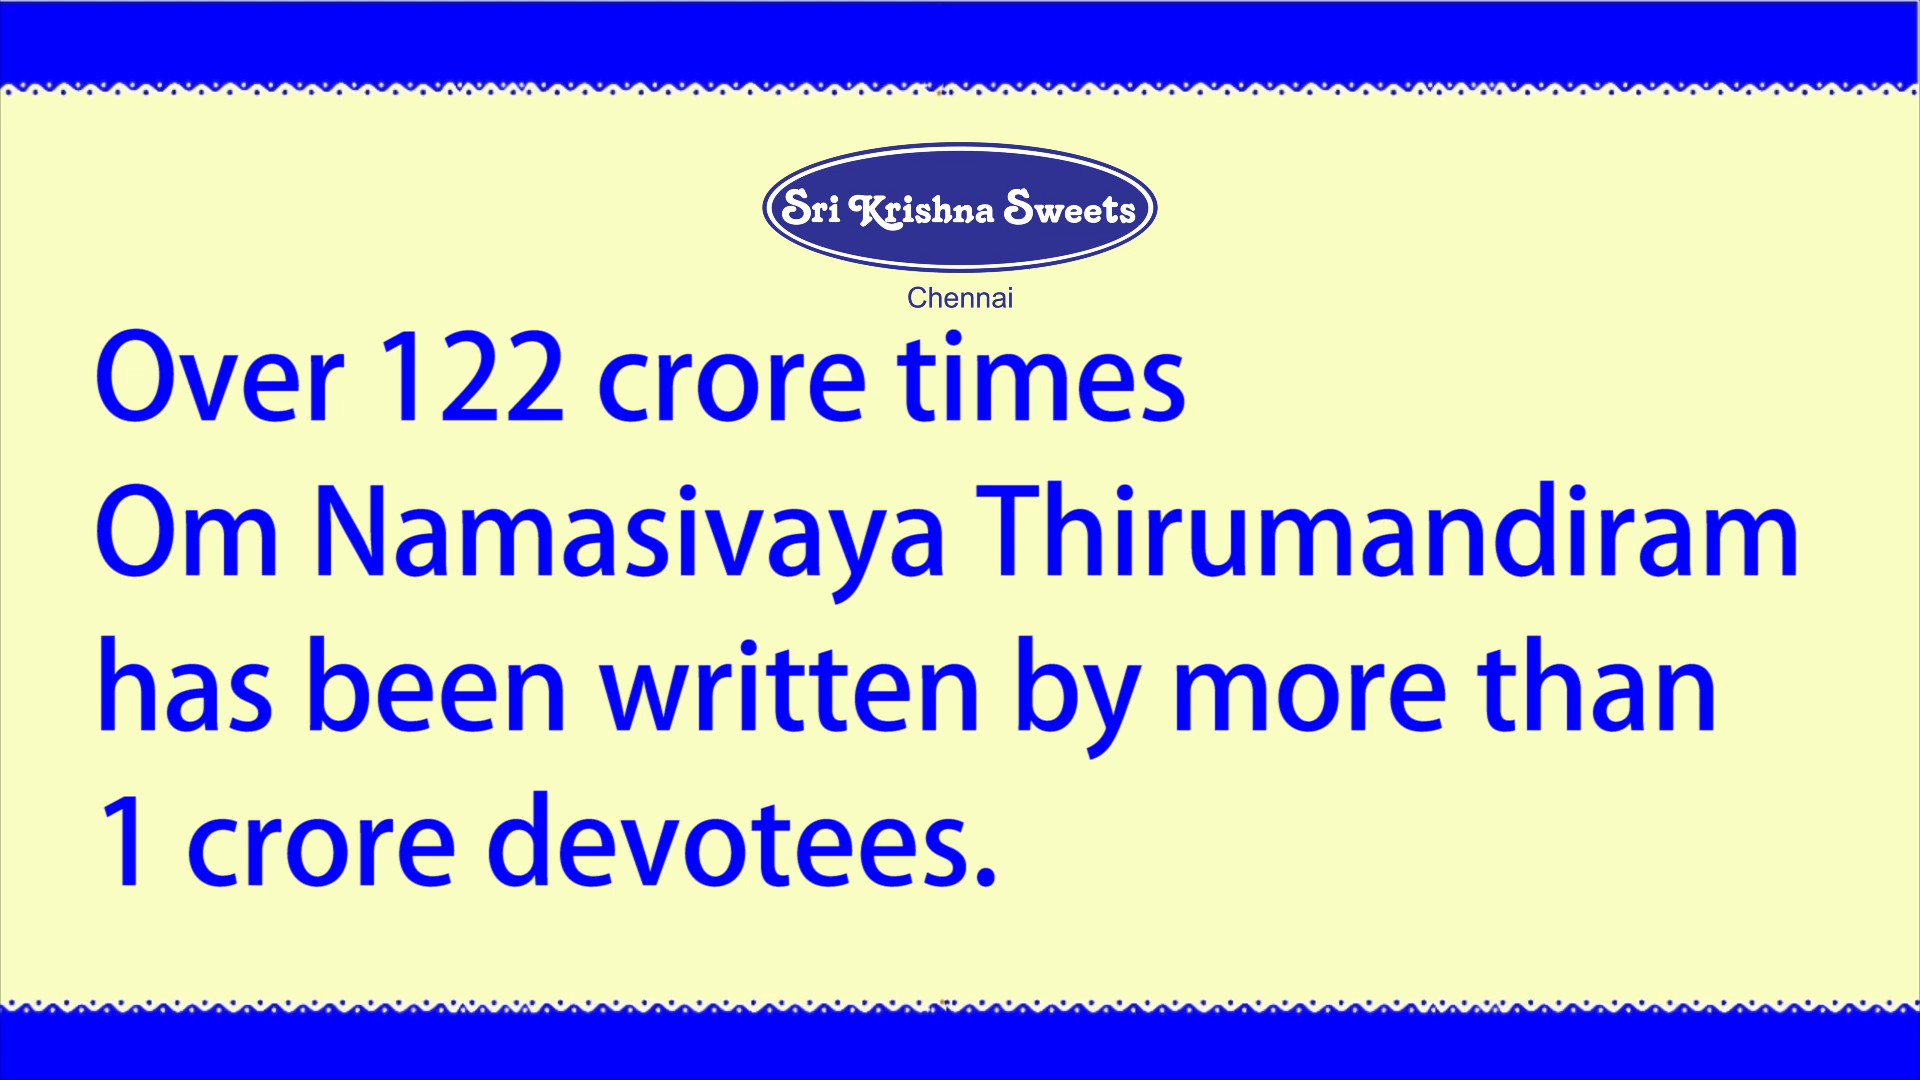 Sri Krishna Sweets
Chennai
Over 122 crore times
Om Namasivaya Thirumandiram
has been written by more than
1 crore devotees.